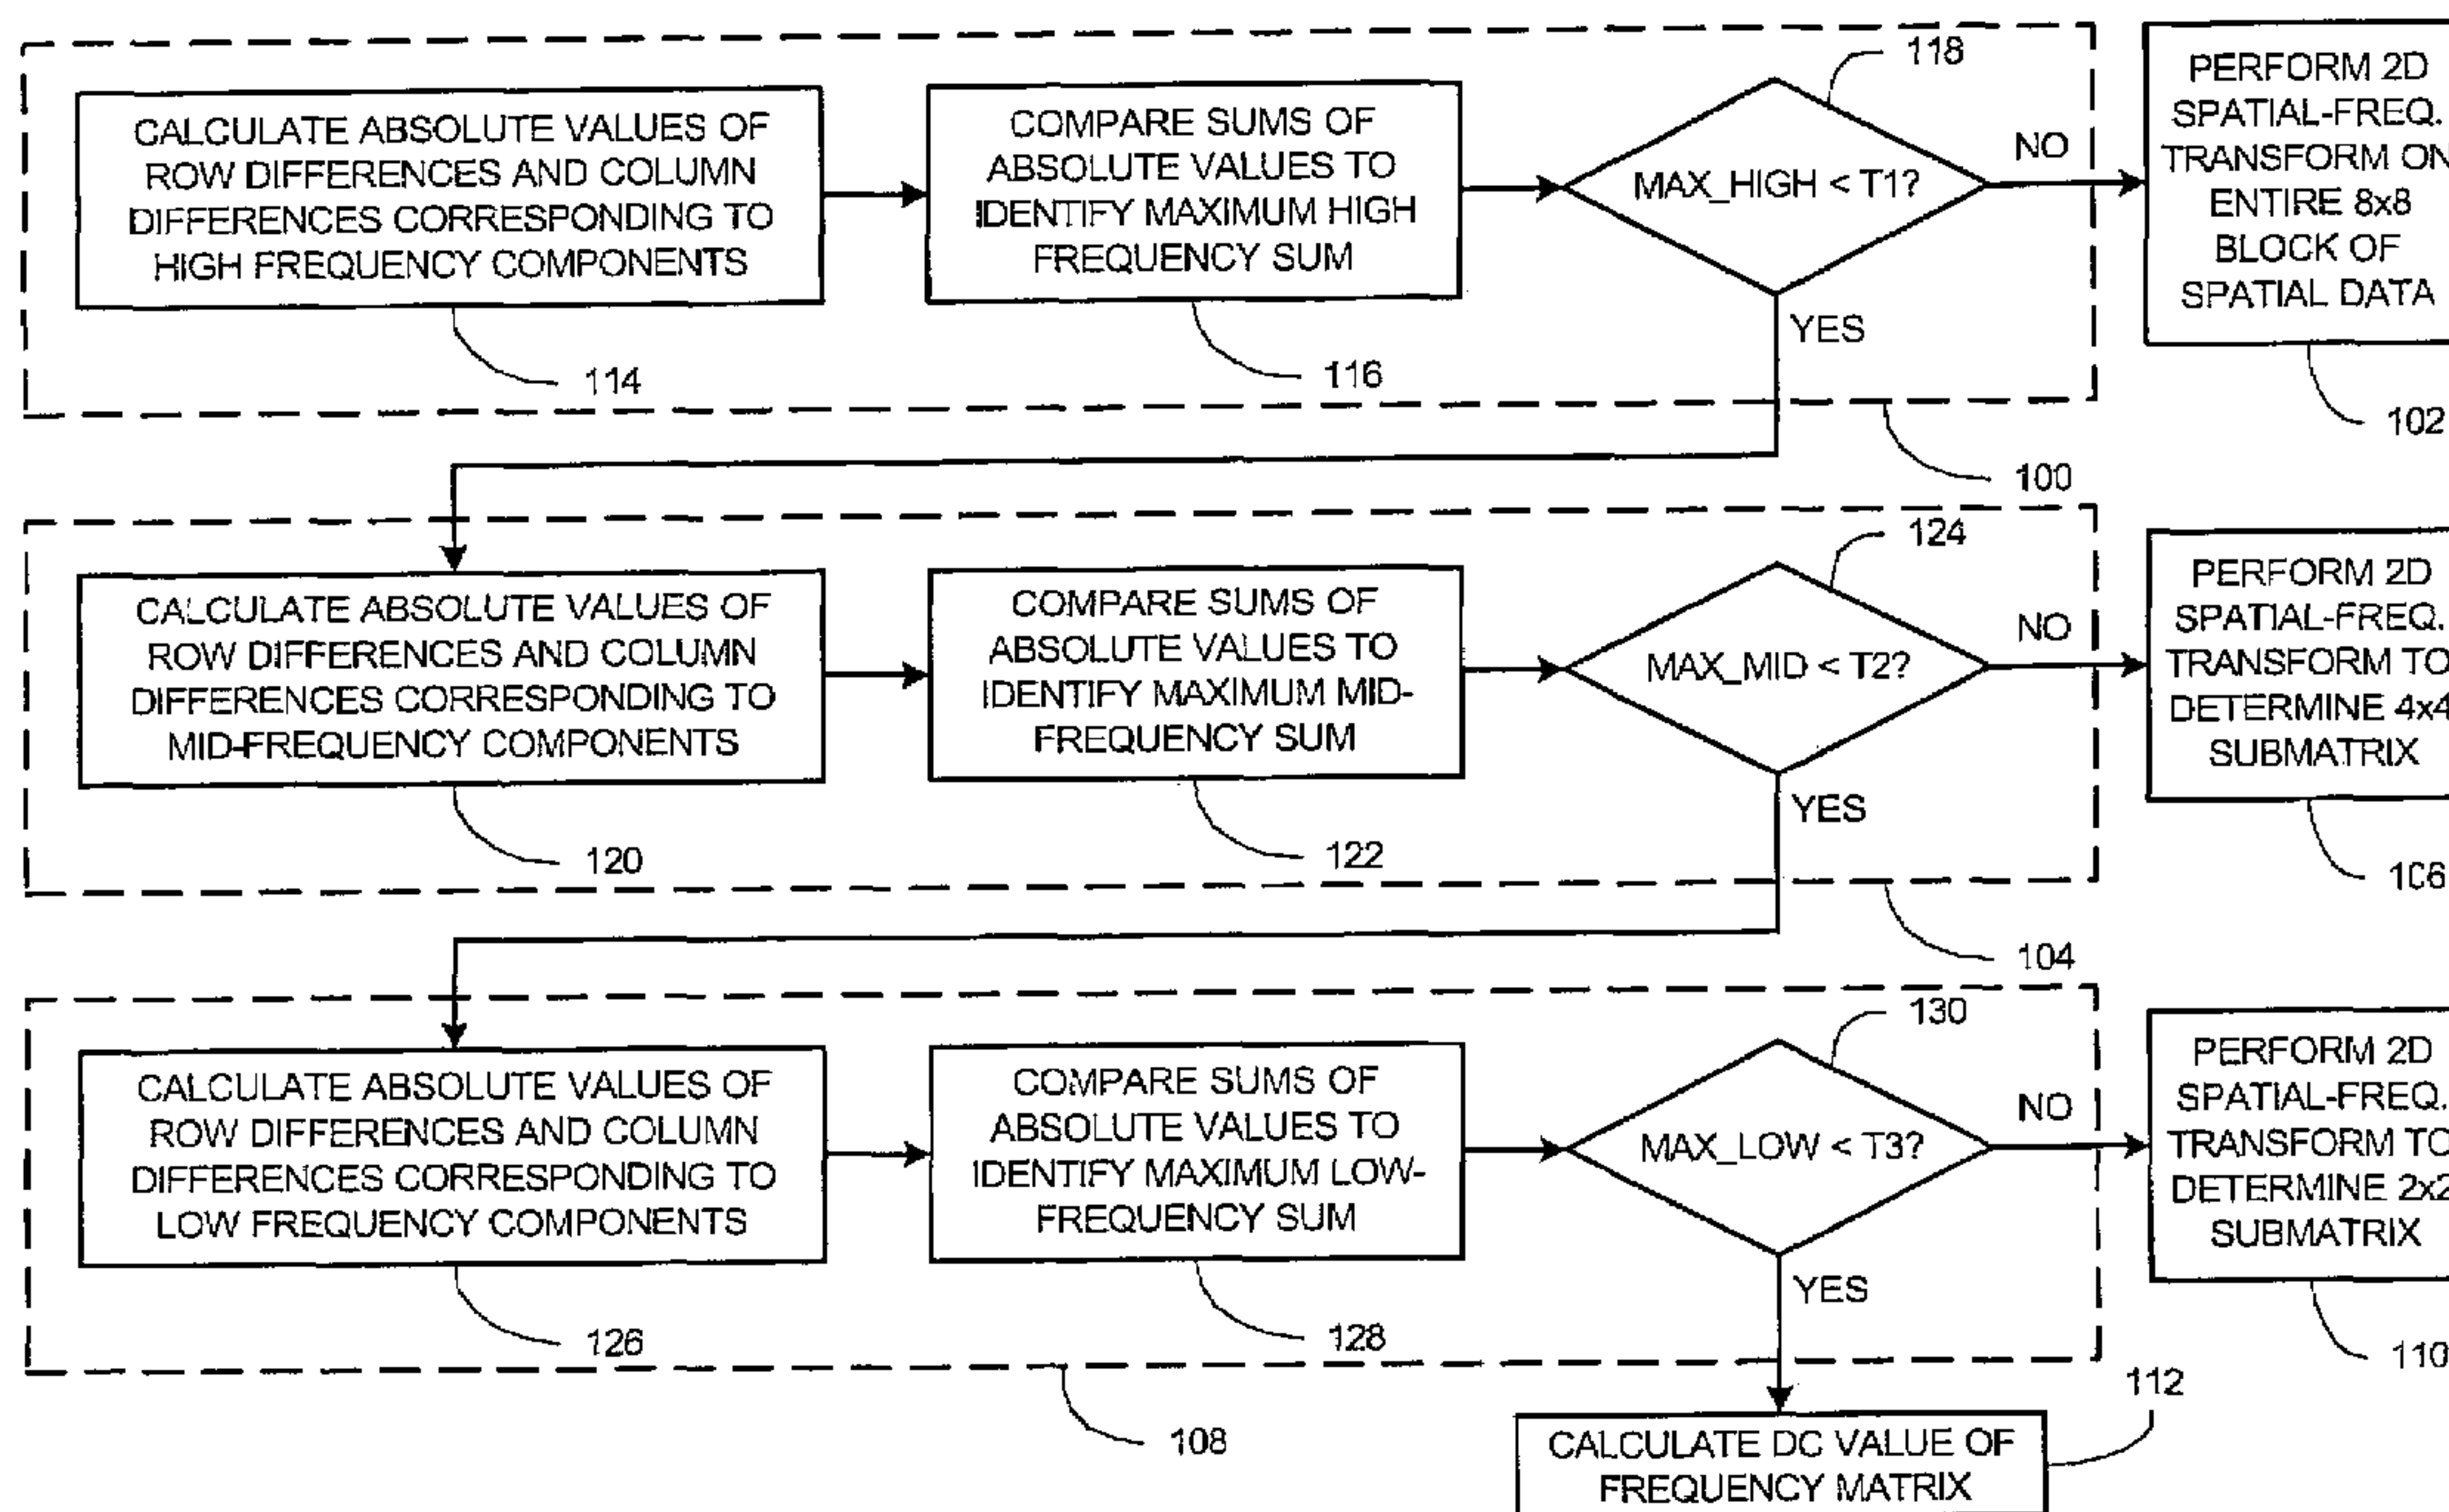 118
CALCULATE ABSOLUTE VALUES OF
ROW DIFFERENCES AND COLUMN
DIFFERENCES CORRESPONDING TO
HIGH FREQUENCY COMPONENTS
COMPARE SUMS OF
ABSOLUTE VALUES TO
IDENTIFY MAXIMUM HIGH
FREQUENCY SUM
MAX_HIGH < T1?
NO
YES
PERFORM 2D
SPATIAL-FREQ.
TRANSFORM ON
ENTIRE 8x8
BLOCK OF
SPATIAL DATA
114
116
102
100
124
CALCULATE ABSOLUTE VALUES OF
ROW DIFFERENCES AND COLUMN
DIFFERENCES CORRESPONDING TO
MID-FREQUENCY COMPONENTS
COMPARE SUMS OF
ABSOLUTE VALUES TO
IDENTIFY MAXIMUM MID-
FREQUENCY SUM
MAX_MID < T2?
NO
YES
PERFORM 2D
SPATIAL-FREQ.
TRANSFORM TO
DETERMINE 4x4
SUBMATRIX
120
122
106
104
130
CALCULATE ABSOLUTE VALUES OF
ROW DIFFERENCES AND COLUMN
DIFFERENCES CORRESPONDING TO
LOW FREQUENCY COMPONENTS
COMPARE SUMS OF
ABSOLUTE VALUES TO
IDENTIFY MAXIMUM LOW-
FREQUENCY SUM
MAX_LOW < T3?
NO
YES
PERFORM 2D
SPATIAL-FREQ.
TRANSFORM TO
DETERMINE 2x2
SUBMATRIX
126
128
110
112
108
CALCULATE DC VALUE OF
FREQUENCY MATRIX